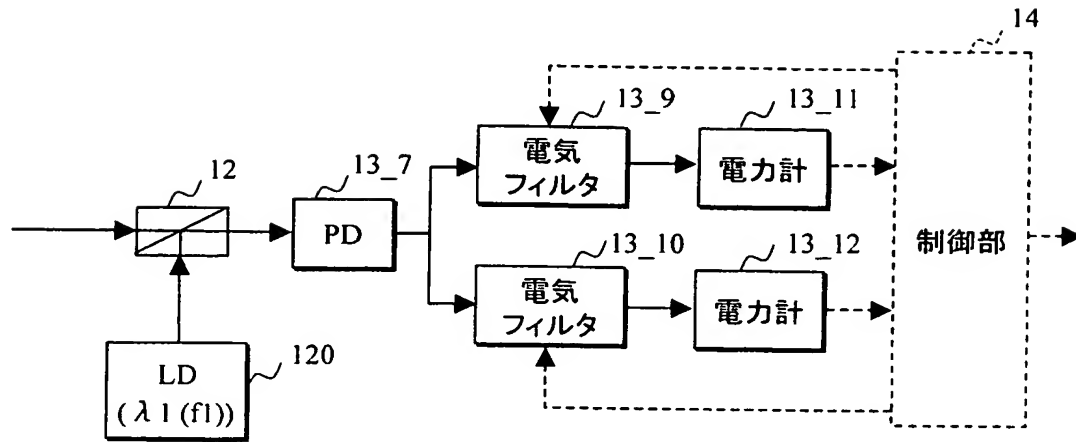 14
13_9
13_11
電気
フィルタ
電力計
12
13_7
PD
制御部
13_10
13_12
電気
フィルタ
電力計
LD
(λ1(f1))
120